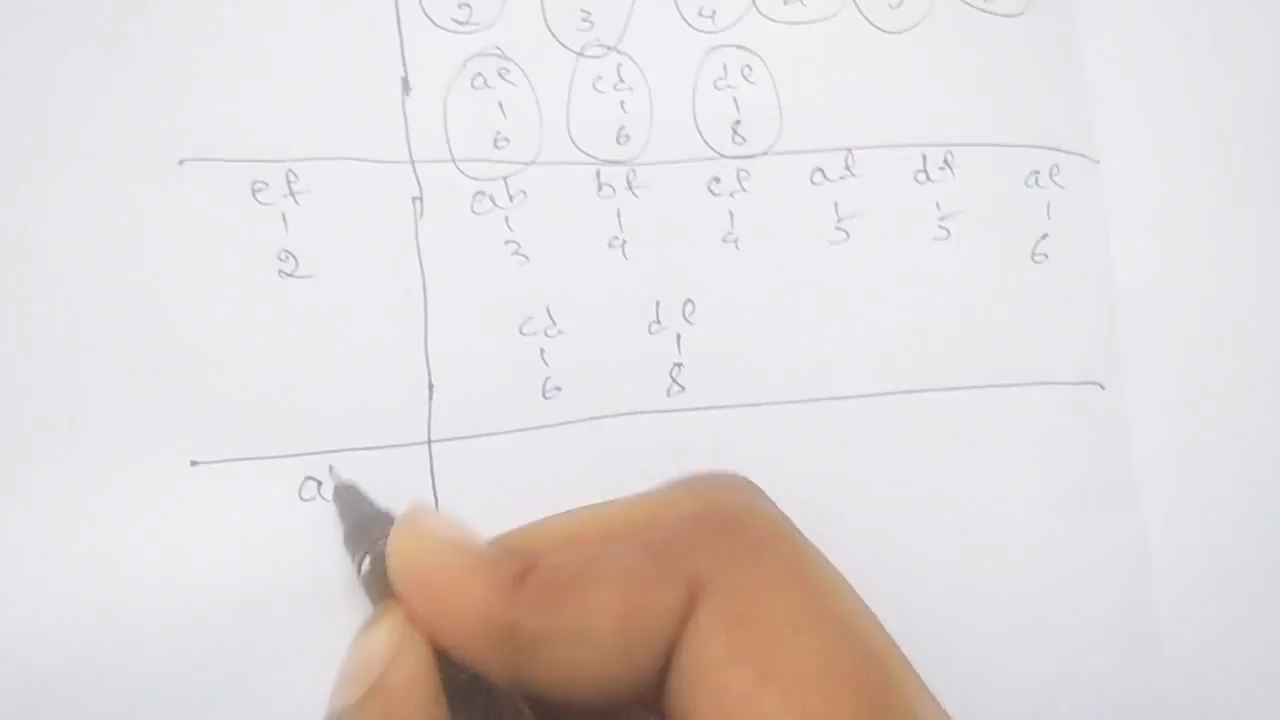 2 3 4
ae cd de
6 6 8
ef ab bf cf af df ae
2 3 4 4 5 5 6
cd de
6 8
a